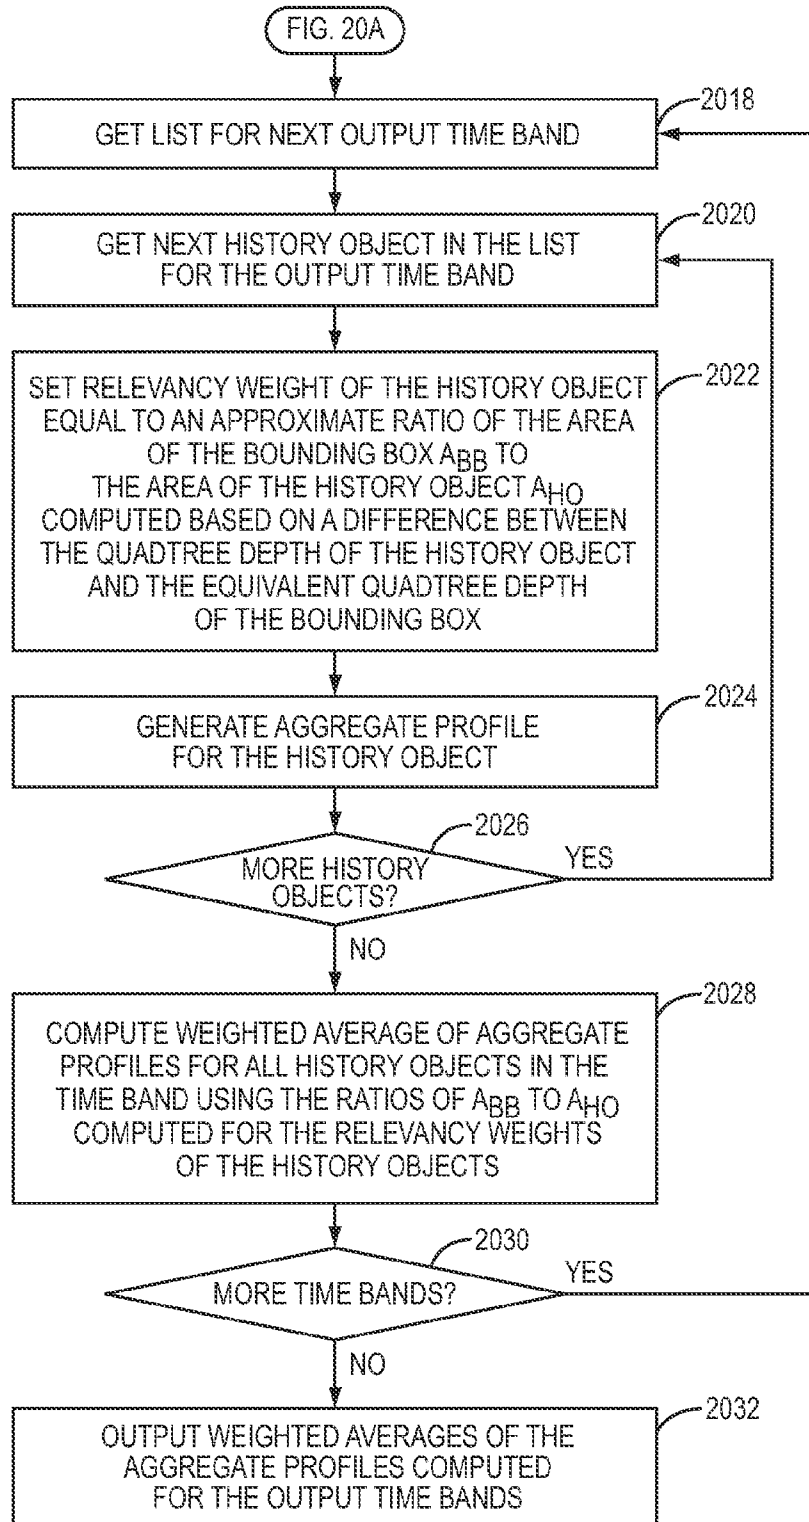 FIG. 20A
2018
GET LIST FOR NEXT OUTPUT TIME BAND
2020
GET NEXT HISTORY OBJECT IN THE LIST
FOR THE OUTPUT TIME BAND
2022
SET RELEVANCY WEIGHT OF THE HISTORY OBJECT
EQUAL TO AN APPROXIMATE RATIO OF THE AREA
OF THE BOUNDING BOX ABB TO
THE AREA OF THE HISTORY OBJECT AHO
COMPUTED BASED ON A DIFFERENCE BETWEEN
THE QUADTREE DEPTH OF THE HISTORY OBJECT
AND THE EQUIVALENT QUADTREE DEPTH
OF THE BOUNDING BOX
2024
GENERATE AGGREGATE PROFILE
FOR THE HISTORY OBJECT
2026
MORE HISTORY
OBJECTS?
YES
NO
2028
COMPUTE WEIGHTED AVERAGE OF AGGREGATE
PROFILES FOR ALL HISTORY OBJECTS IN THE
TIME BAND USING THE RATIOS OF ABB TO AHO
COMPUTED FOR THE RELEVANCY WEIGHTS
OF THE HISTORY OBJECTS
2030
MORE TIME BANDS?
YES
NO
2032
OUTPUT WEIGHTED AVERAGES OF THE
AGGREGATE PROFILES COMPUTED
FOR THE OUTPUT TIME BANDS